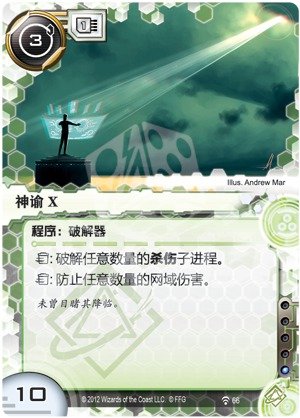 3
1
Illus. Andrew Mar
神谕 X
程序：破解器
: 破解任意数量的杀伤子进程。
: 防止任意数量的网域伤害。
未曾目睹其降临。
10
© 2012 Wizards of the Coast LLC. © FFG
66